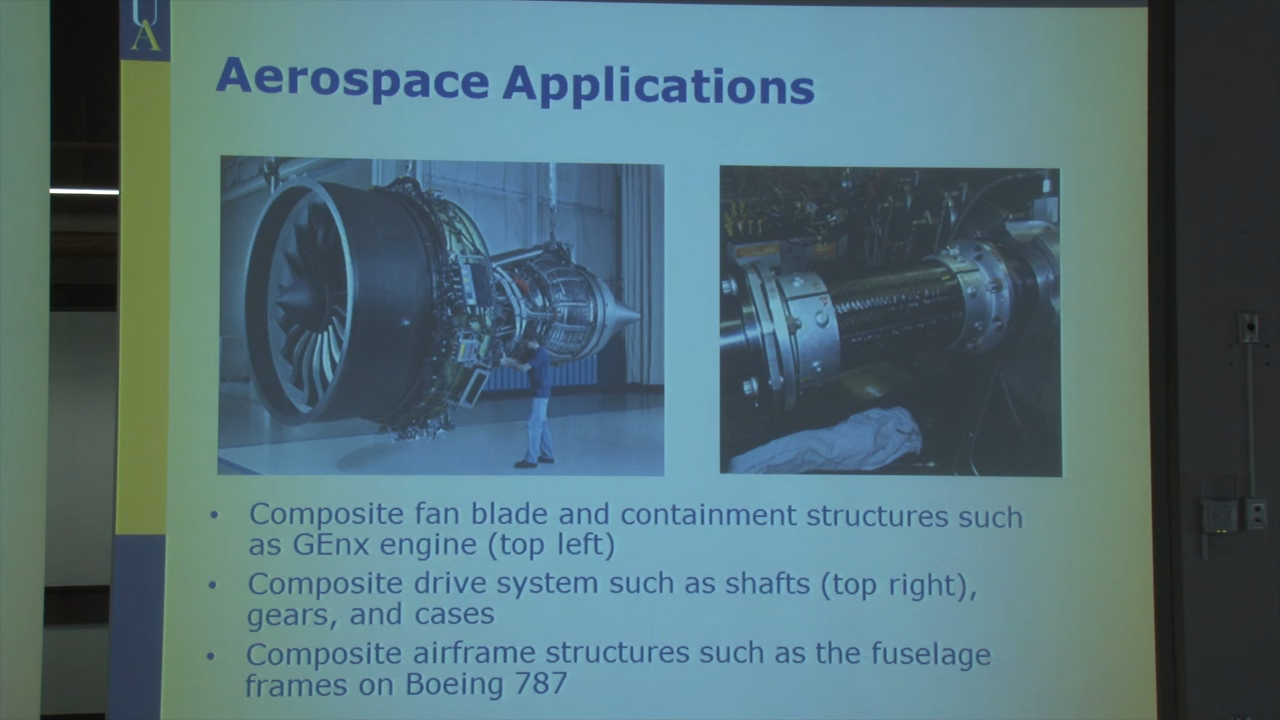 UA
Aerospace Applications
• Composite fan blade and containment structures such
as GEnx engine (top left)
• Composite drive system such as shafts (top right),
gears, and cases
• Composite airframe structures such as the fuselage
frames on Boeing 787